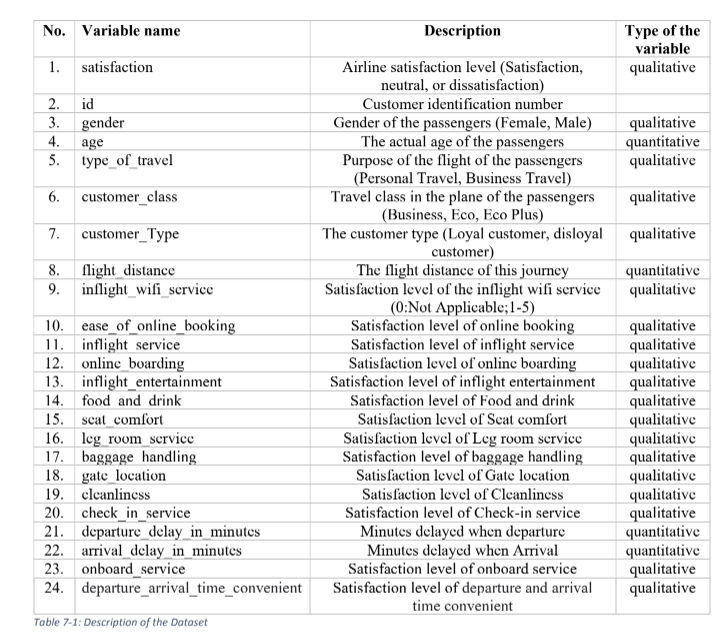 No. Variable name Description Type of the
variable
1. satisfaction Airline satisfaction level (Satisfaction, qualitative
neutral, or dissatisfaction)
2. id Customer identification number
3. gender Gender of the passengers (Female, Male) qualitative
4. age The actual age of the passengers quantitative
5. type_of_travel Purpose of the flight of the passengers qualitative
(Personal Travel, Business Travel)
6. customer_class Travel class in the plane of the passengers qualitative
(Business, Eco, Eco Plus)
7. customer_Type The customer type (Loyal customer, disloyal qualitative
customer)
8. flight_distance The flight distance of this journey quantitative
9. inflight_wifi_service Satisfaction level of the inflight wifi service qualitative
(0:Not Applicable;1-5)
10. ease_of_online_booking Satisfaction level of online booking qualitative
11. inflight_service Satisfaction level of inflight service qualitative
12. online_boarding Satisfaction level of online boarding qualitative
13. inflight_entertainment Satisfaction level of inflight entertainment qualitative
14. food_and_drink Satisfaction level of Food and drink qualitative
15. seat_comfort Satisfaction level of Seat comfort qualitative
16. leg_room_service Satisfaction level of Leg room service qualitative
17. baggage_handling Satisfaction level of baggage handling qualitative
18. gate_location Satisfaction level of Gate location qualitative
19. cleanliness Satisfaction level of Cleanliness qualitative
20. check_in_service Satisfaction level of Check-in service qualitative
21. departure_delay_in_minutes Minutes delayed when departure quantitative
22. arrival_delay_in_minutes Minutes delayed when Arrival quantitative
23. onboard_service Satisfaction level of onboard service qualitative
24. departure_arrival_time_convenient Satisfaction level of departure and arrival qualitative
time convenient
Table 7-1: Description of the Dataset